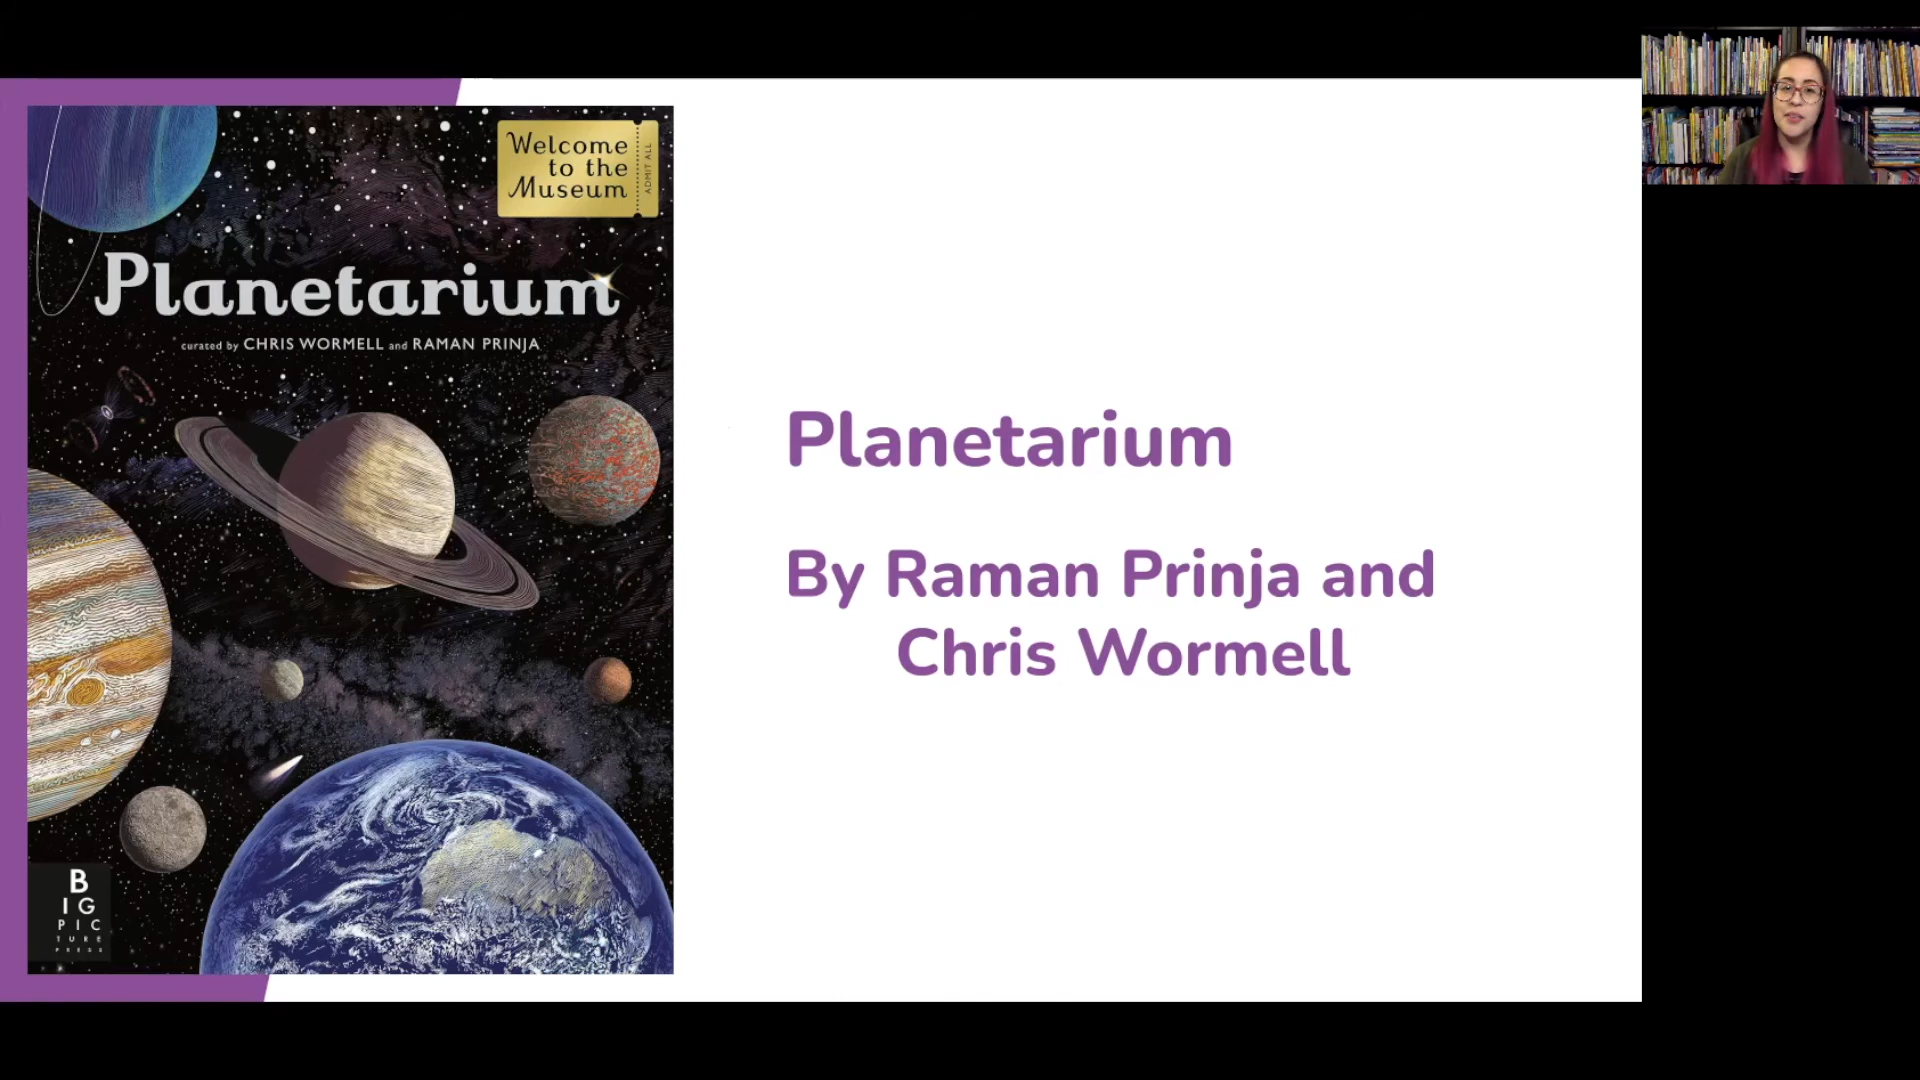 Welcome
to the
Museum
ADMIT ALL
Planetarium
curated by CHRIS WORMELL and RAMAN PRINJA
B
IG
PIC
TURE
PRESS
Planetarium
By Raman Prinja and
Chris Wormell